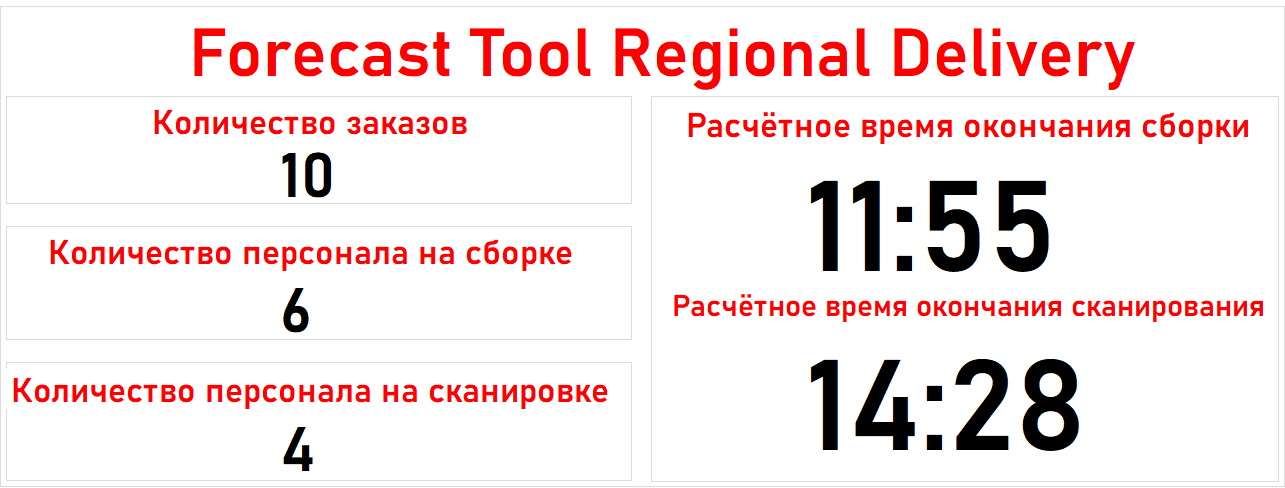 Forecast Tool Regional Delivery
Количество заказов
10
Количество персонала на сборке
6
Количество персонала на сканировке
4
Расчётное время окончания сборки
11:55
Расчётное время окончания сканирования
14:28